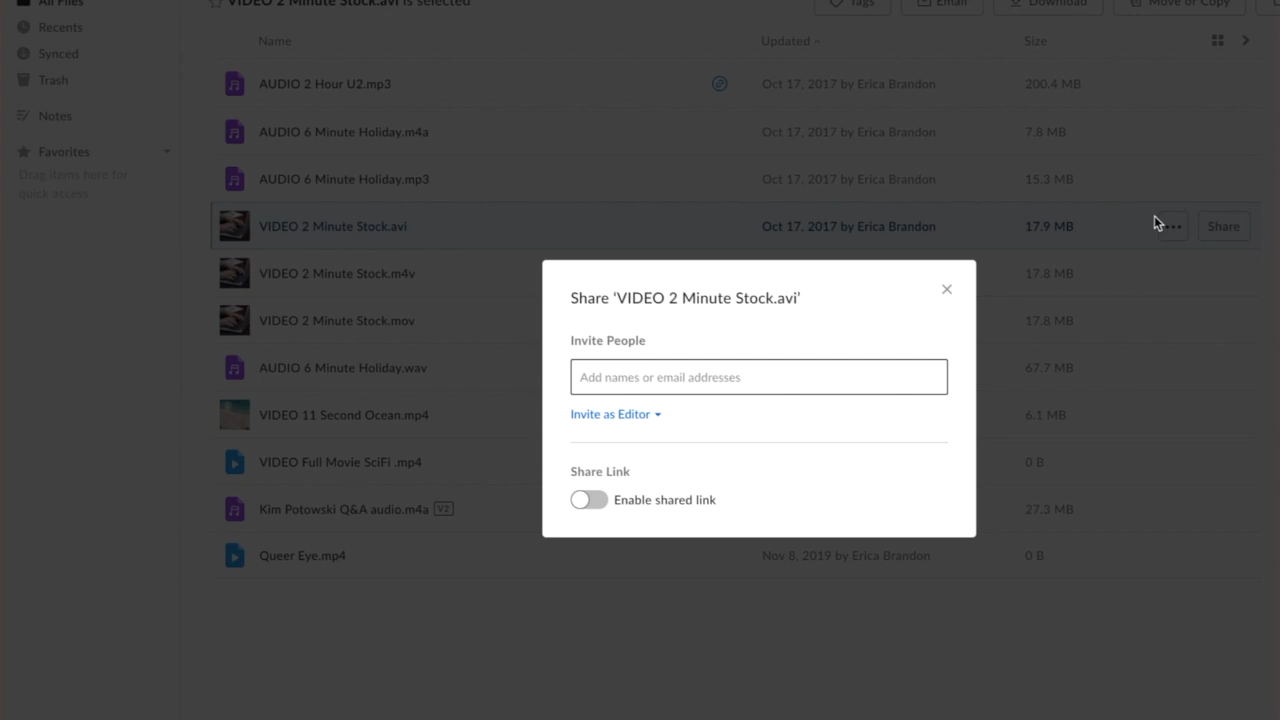 All Files
VIDEO 2 Minute Stock.avi is selected
Tags
Email
Download
Move or Copy
Recents
Synced
Trash
Notes
Favorites
Drag items here for
quick access
Name Updated Size
AUDIO 2 Hour U2.mp3 Oct 17, 2017 by Erica Brandon 200.4 MB
AUDIO 6 Minute Holiday.m4a Oct 17, 2017 by Erica Brandon 7.8 MB
AUDIO 6 Minute Holiday.mp3 Oct 17, 2017 by Erica Brandon 15.3 MB
VIDEO 2 Minute Stock.avi Oct 17, 2017 by Erica Brandon 17.9 MB ... Share
VIDEO 2 Minute Stock.m4v 17.8 MB
VIDEO 2 Minute Stock.mov 17.8 MB
AUDIO 6 Minute Holiday.wav 67.7 MB
VIDEO 11 Second Ocean.mp4 6.1 MB
VIDEO Full Movie SciFi .mp4 0 B
Kim Potowski Q&A audio.m4a V2 27.3 MB
Queer Eye.mp4 Nov 8, 2019 by Erica Brandon 0 B
Share ‘VIDEO 2 Minute Stock.avi’
Invite People
Add names or email addresses
Invite as Editor
Share Link
Enable shared link